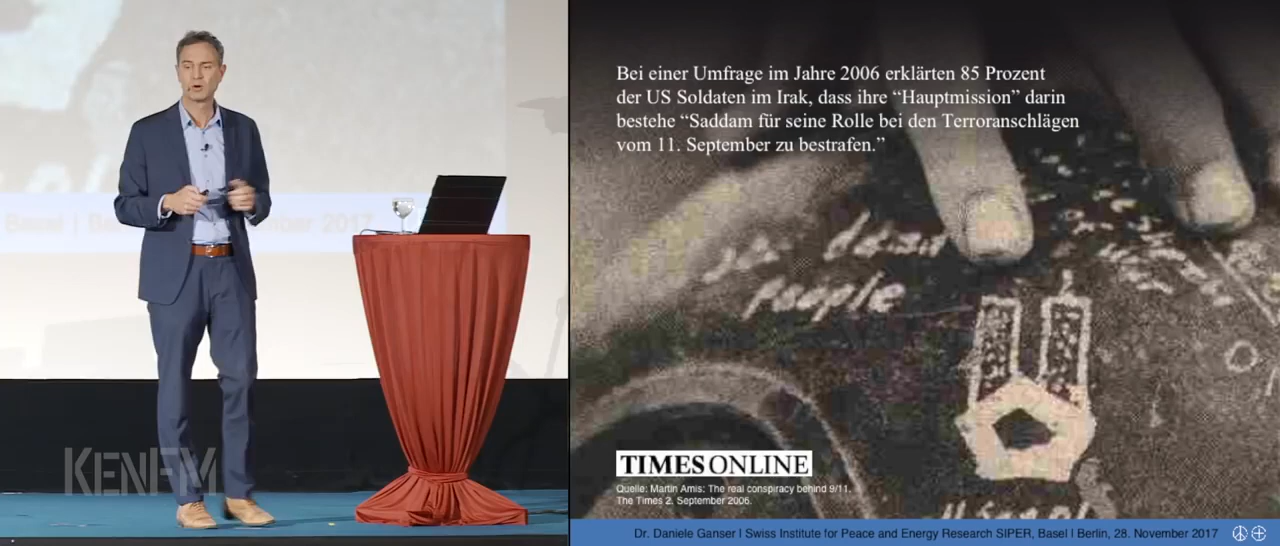 Bei einer Umfrage im Jahre 2006 erklärten 85 Prozent
der US Soldaten im Irak, dass ihre “Hauptmission” darin
bestehe “Saddam für seine Rolle bei den Terroranschlägen
vom 11. September zu bestrafen.”
people
TIMES ONLINE
Quelle: Martin Amis: The real conspiracy behind 9/11.
The Times 2. September 2006.
Dr. Daniele Ganser | Swiss Institute for Peace and Energy Research SIPER, Basel | Berlin, 28. November 2017
KENFM